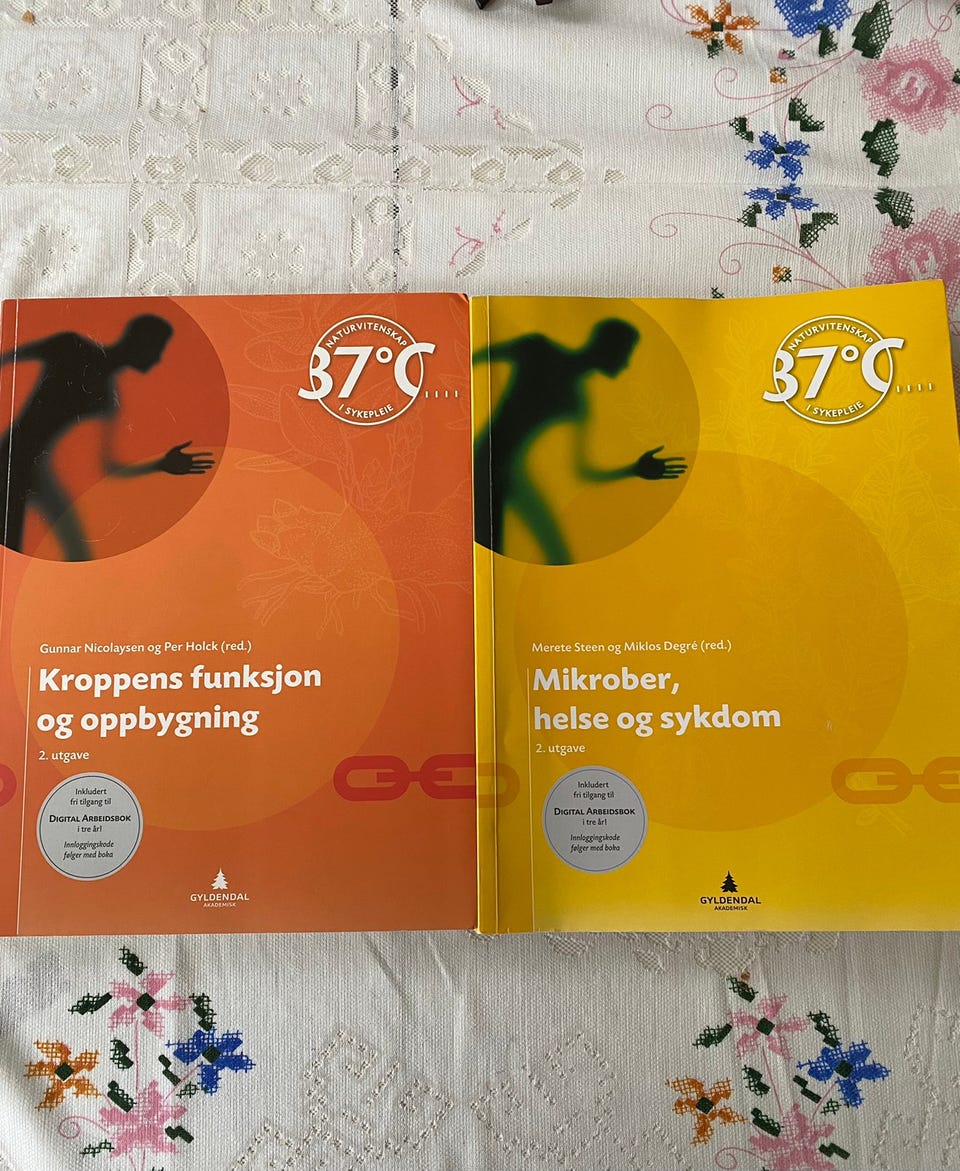 NATURVITENSKAP
37°C
I SYKEPLEIE
Gunnar Nicolaysen og Per Holck (red.)
Kroppens funksjon
og oppbygning
2. utgave
Inkludert
fri tilgang til
DIGITAL ARBEIDSBOK
i tre år!
Innloggingskode
følger med boka
GYLDENDAL
AKADEMISK
NATURVITENSKAP
37°C
I SYKEPLEIE
Merete Steen og Miklos Degré (red.)
Mikrober,
helse og sykdom
2. utgave
Inkludert
fri tilgang til
DIGITAL ARBEIDSBOK
i tre år!
Innloggingskode
følger med boka
GYLDENDAL
AKADEMISK